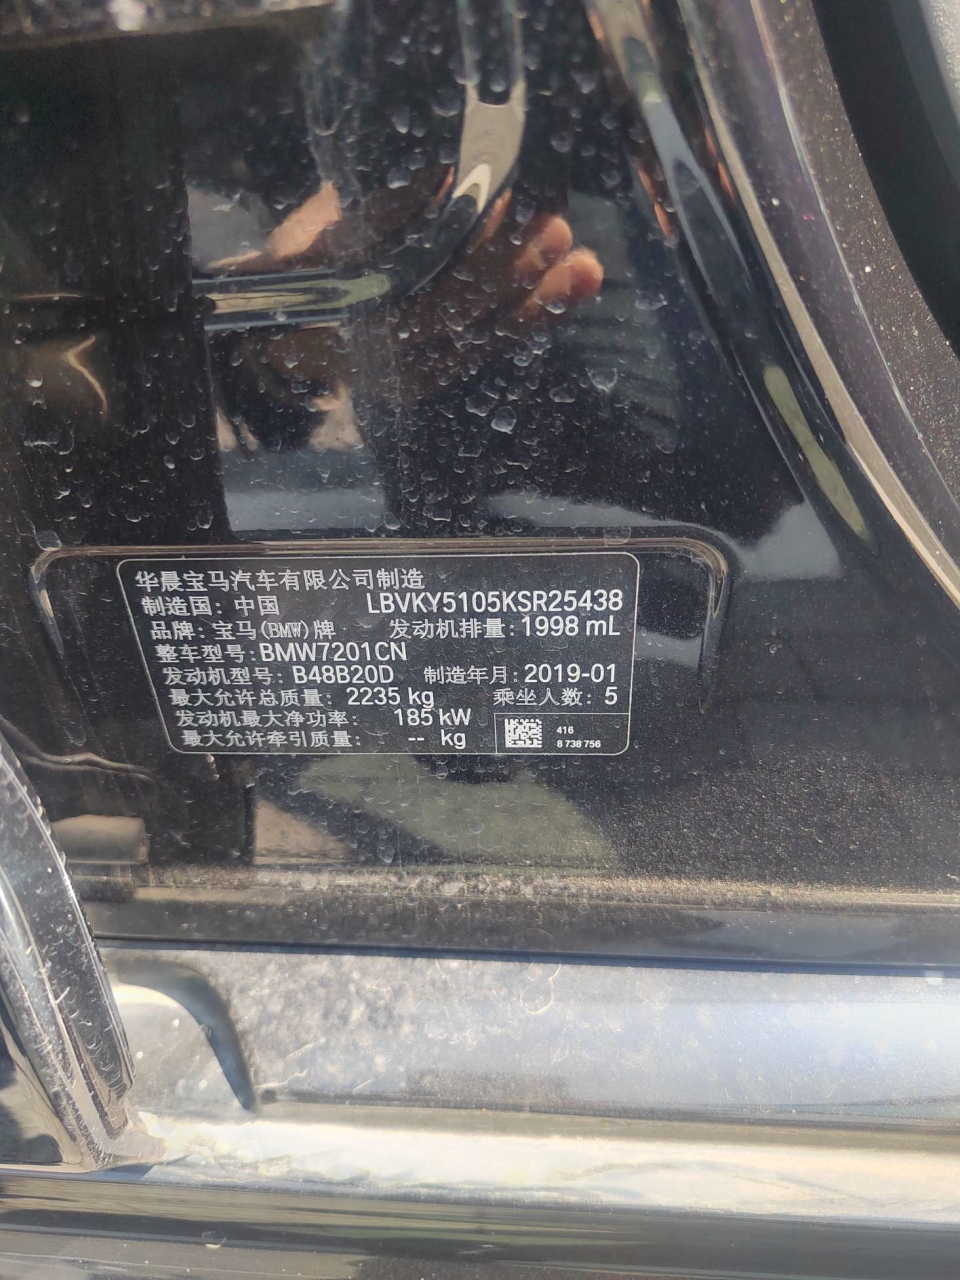 华晨宝马汽车有限公司制造
制造国：中国 LBVKY5105KSR25438
品牌：宝马(BMW)牌 发动机排量：1998 mL
整车型号：BMW7201CN
发动机型号：B48B20D 制造年月：2019-01
最大允许总质量：2235 kg 乘坐人数：5
发动机最大净功率：185 kW
最大允许牵引质量：-- kg
416
8 738 756